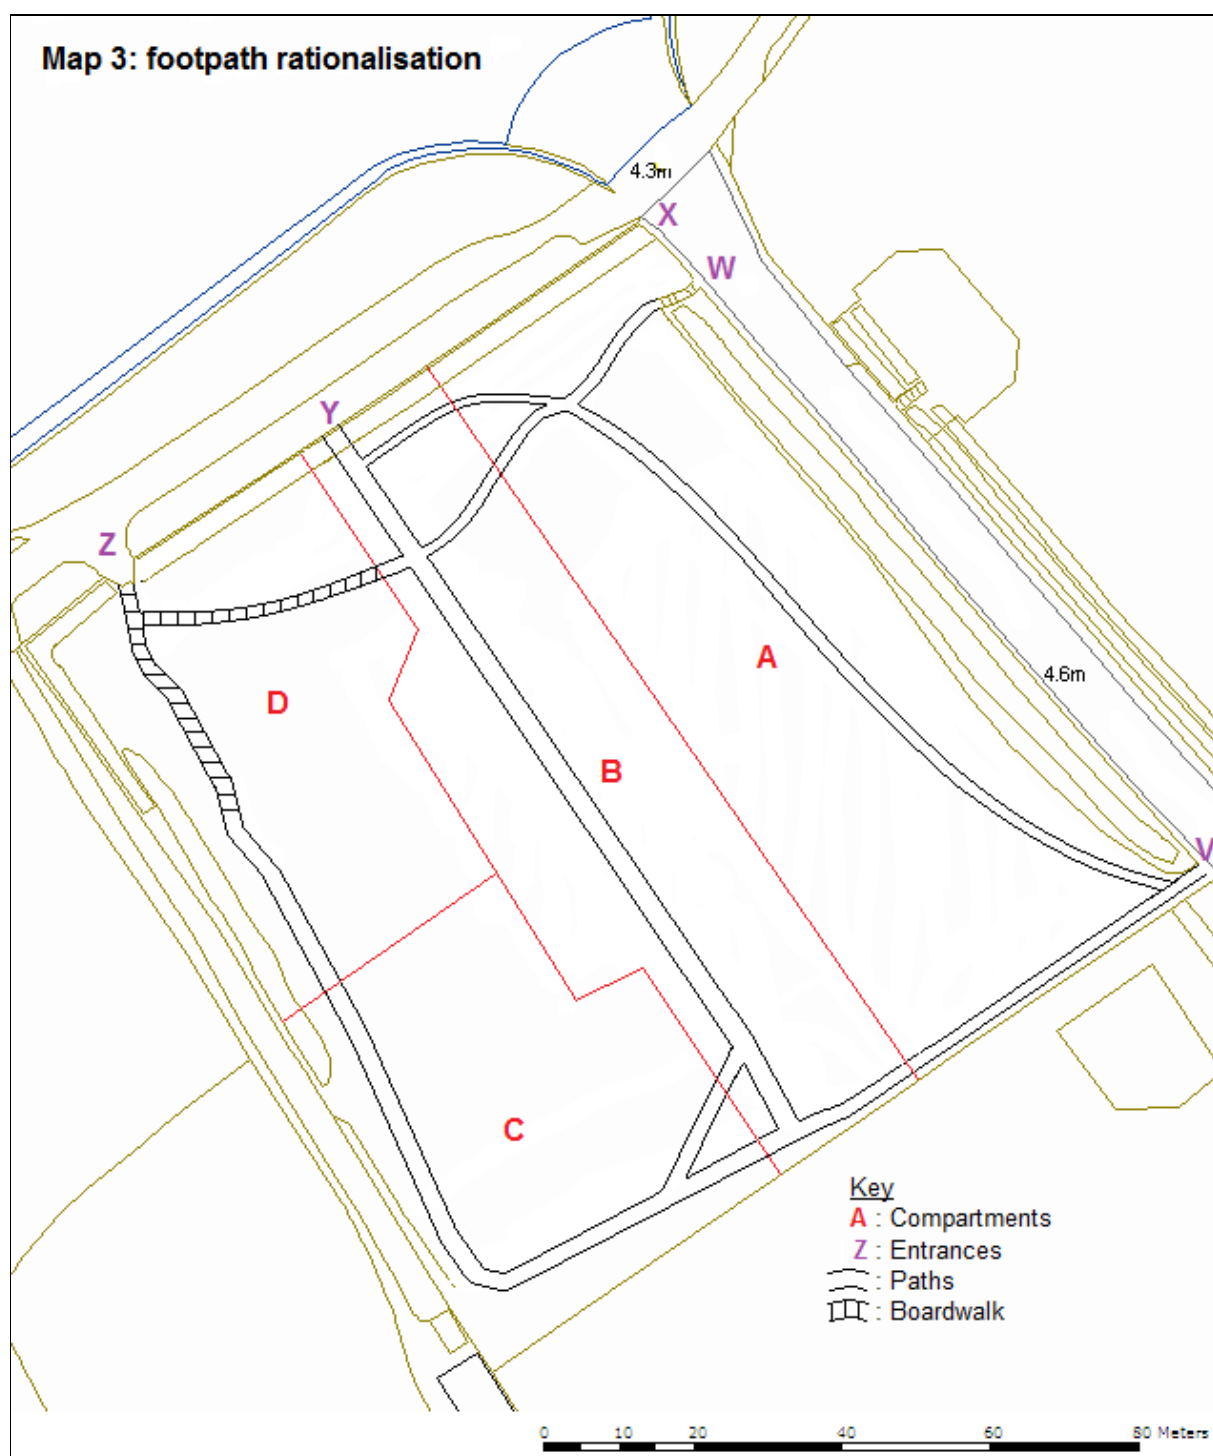 Map 3: footpath rationalisation
4.3m
X
W
Y
Z
A
4.6m
D
B
V
C
Key
A : Compartments
Z : Entrances
: Paths
: Boardwalk
0 10 20 40 60 80 Meters